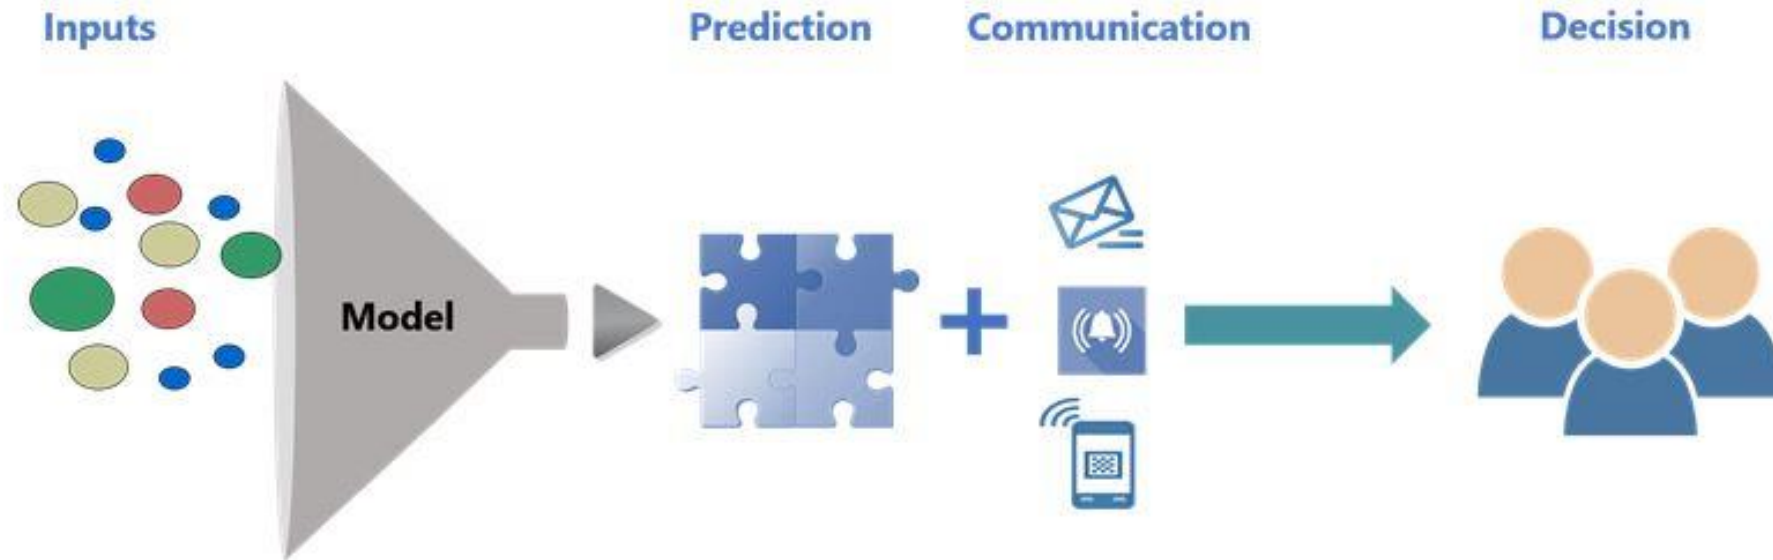 Inputs
Prediction
Communication
Decision
Model